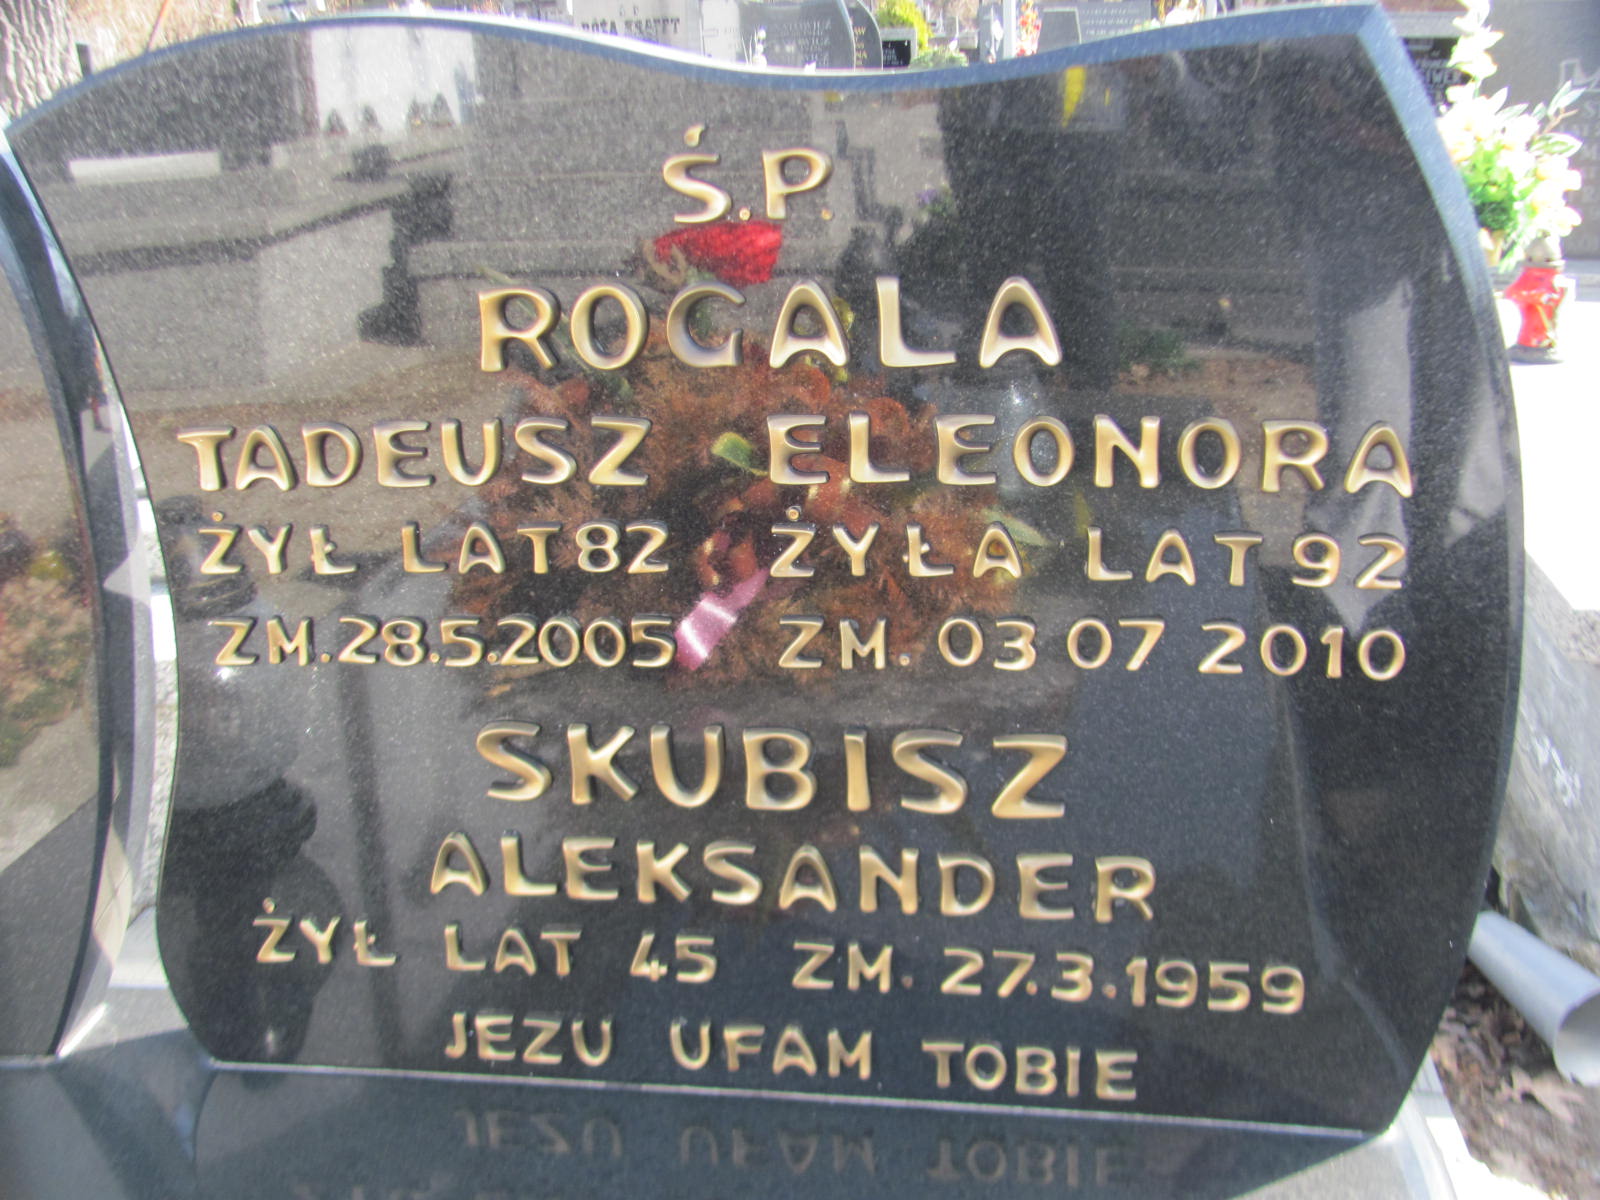 Ś.P.
ROGALA
TADEUSZ ELEONORA
ŻYŁ LAT 82 ŻYŁA LAT 92
ZM.28.5.2005 ZM. 03 07 2010
SKUBISZ
ALEKSANDER
ŻYŁ LAT 45 ZM. 27.3.1959
JEZU UFAM TOBIE